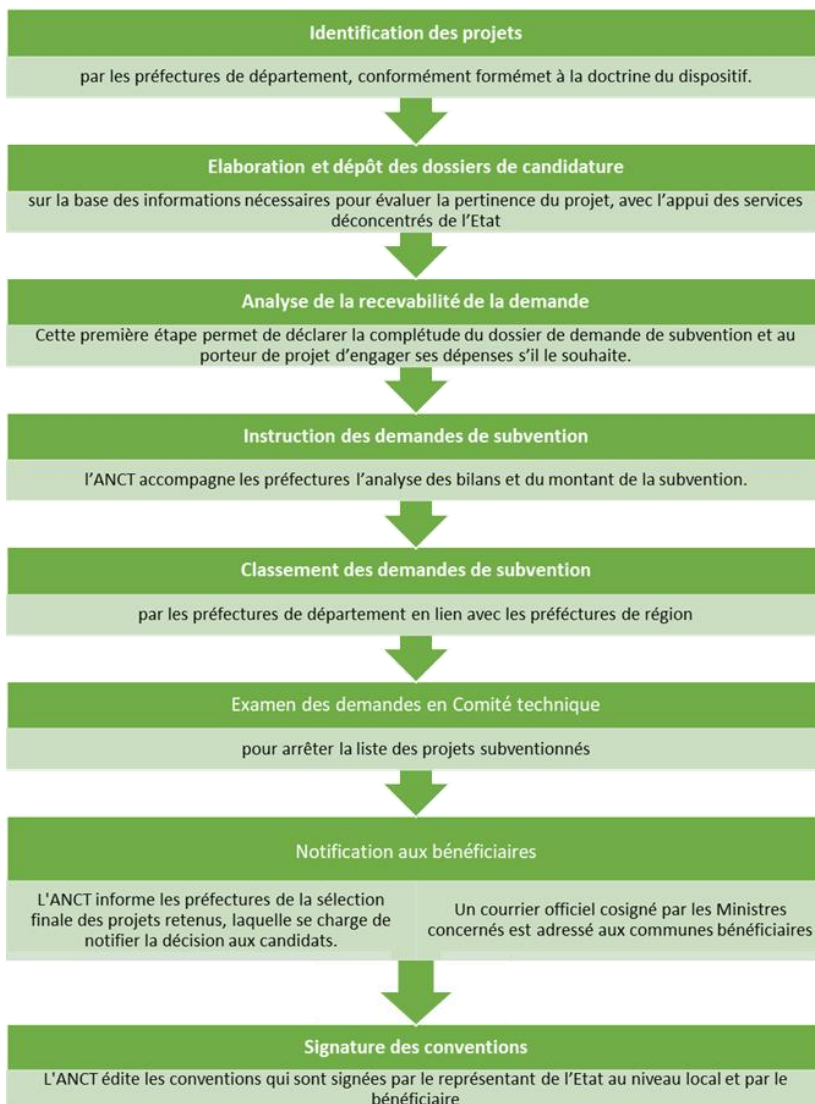 Identification des projets
par les préfectures de département, conformément formémet à la doctrine du dispositif.
Elaboration et dépôt des dossiers de candidature
sur la base des informations nécessaires pour évaluer la pertinence du projet, avec l'appui des services
déconcentrés de l'Etat
Analyse de la recevabilité de la demande
Cette première étape permet de déclarer la complétude du dossier de demande de subvention et au
porteur de projet d'engager ses dépenses s'il le souhaite.
Instruction des demandes de subvention
l'ANCT accompagne les préfectures l'analyse des bilans et du montant de la subvention.
Classement des demandes de subvention
par les préfectures de département en lien avec les préféctures de région
Examen des demandes en Comité technique
pour arrêter la liste des projets subventionnés
Notification aux bénéficiaires
L'ANCT informe les préfectures de la sélection
finale des projets retenus, laquelle se charge de
notifier la décision aux candidats.
Un courrier officiel cosigné par les Ministres
concernés est adressé aux communes bénéficiaires
Signature des conventions
L'ANCT édite les conventions qui sont signées par le représentant de l'Etat au niveau local et par le
bénéficiaire